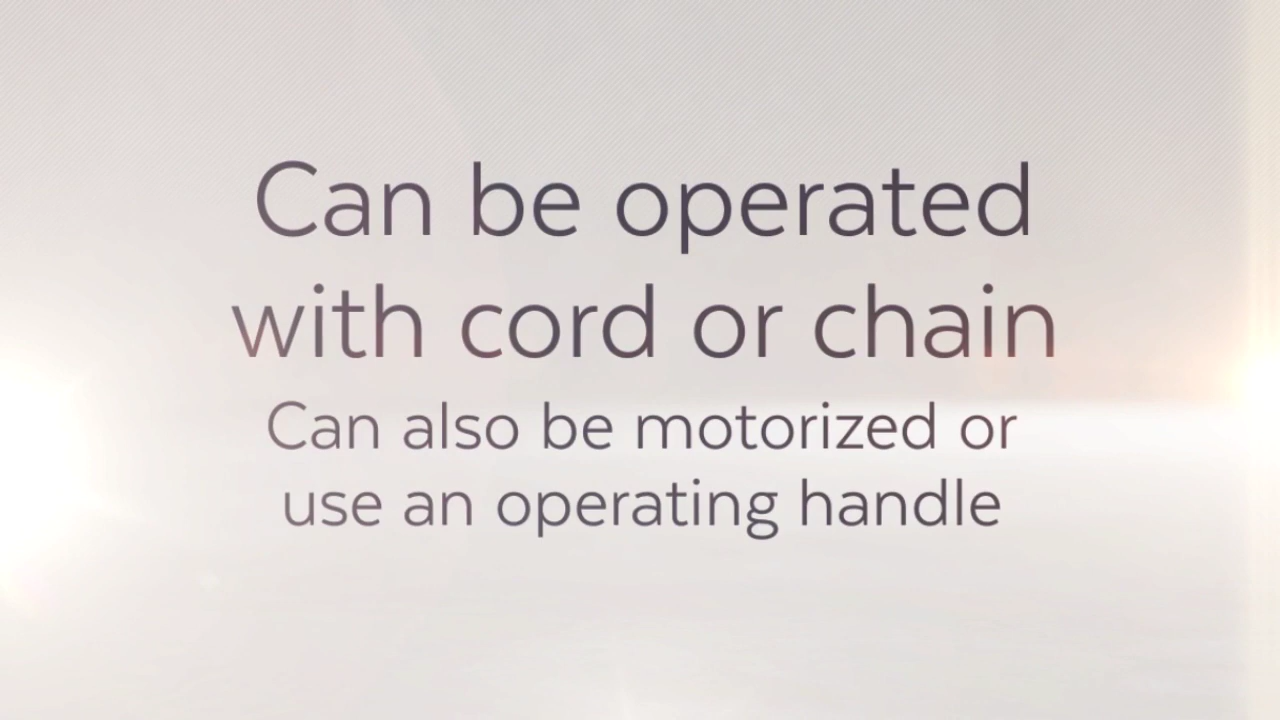 Can be operated
with cord or chain
Can also be motorized or
use an operating handle